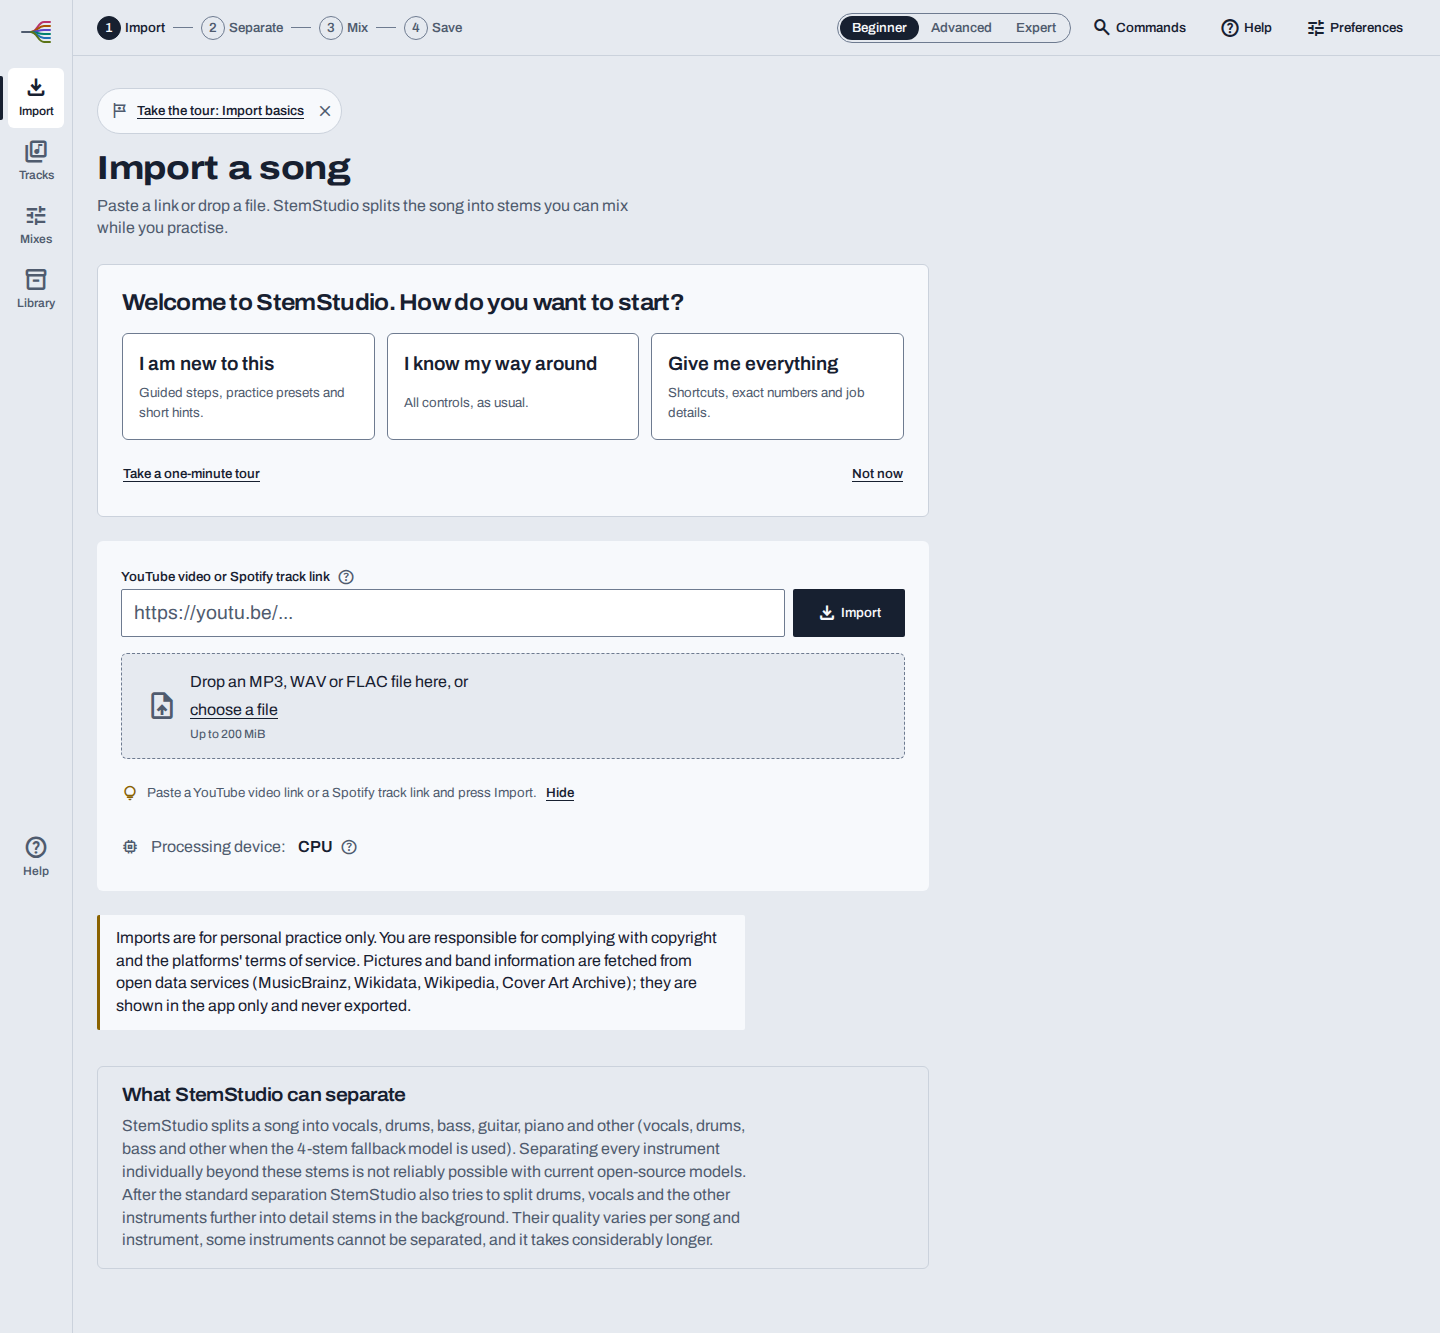 1 Import 2 Separate 3 Mix 4 Save
Beginner Advanced Expert Commands Help Preferences
Import
Tracks
Mixes
Library
Help
Take the tour: Import basics
Import a song
Paste a link or drop a file. StemStudio splits the song into stems you can mix
while you practise.
Welcome to StemStudio. How do you want to start?
I am new to this
Guided steps, practice presets and
short hints.
I know my way around
All controls, as usual.
Give me everything
Shortcuts, exact numbers and job
details.
Take a one-minute tour
Not now
YouTube video or Spotify track link
https://youtu.be/...
Import
Drop an MP3, WAV or FLAC file here, or
choose a file
Up to 200 MiB
Paste a YouTube video link or a Spotify track link and press Import. Hide
Processing device: CPU
Imports are for personal practice only. You are responsible for complying with copyright
and the platforms' terms of service. Pictures and band information are fetched from
open data services (MusicBrainz, Wikidata, Wikipedia, Cover Art Archive); they are
shown in the app only and never exported.
What StemStudio can separate
StemStudio splits a song into vocals, drums, bass, guitar, piano and other (vocals, drums,
bass and other when the 4-stem fallback model is used). Separating every instrument
individually beyond these stems is not reliably possible with current open-source models.
After the standard separation StemStudio also tries to split drums, vocals and the other
instruments further into detail stems in the background. Their quality varies per song and
instrument, some instruments cannot be separated, and it takes considerably longer.